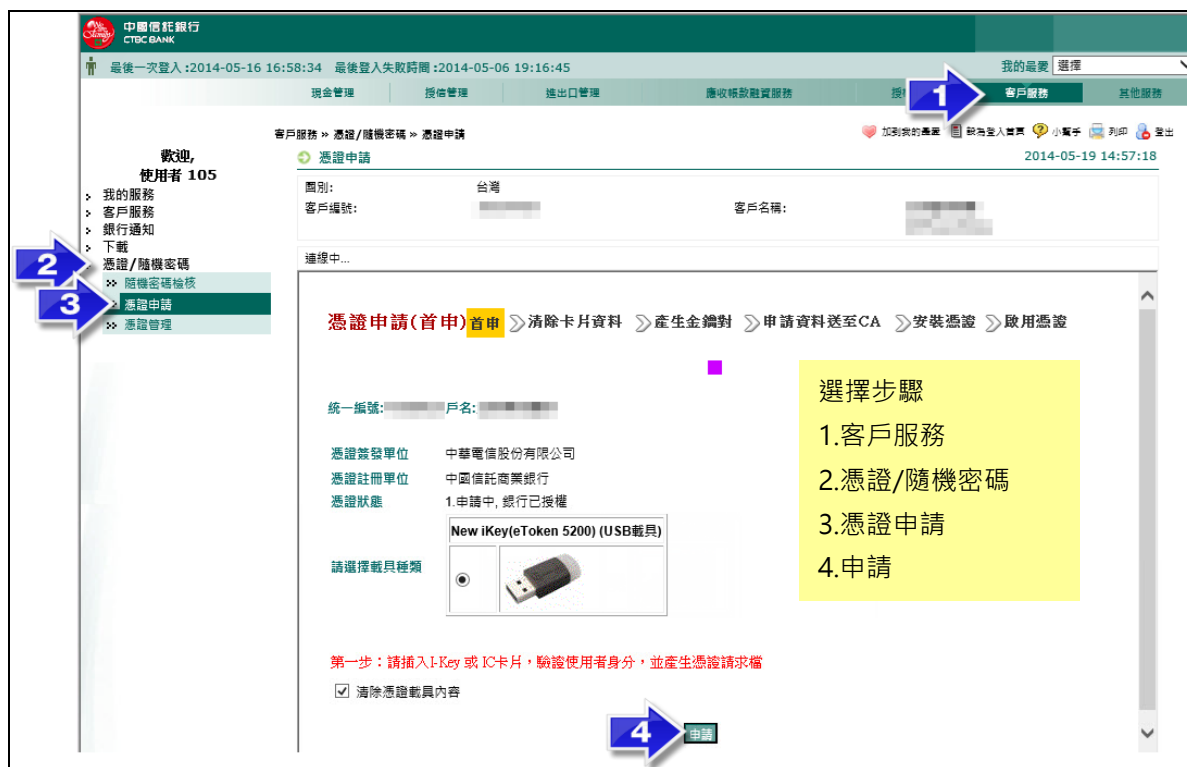 中國信託銀行
CTBC BANK
最後一次登入:2014-05-16 16:58:34 最後登入失敗時間:2014-05-06 19:16:45 我的最愛 選擇
現金管理 授信管理 進出口管理 應收帳款融資服務 客戶服務 其他服務
1
客戶服務 » 憑證/隨機密碼 » 憑證申請
加到我的最愛 設為登入首頁 小幫手 列印 登出
歡迎,
使用者 105
憑證申請 2014-05-19 14:57:18
我的服務
客戶服務
銀行通知
下載
憑證/隨機密碼
隨機密碼檢核
憑證申請
憑證管理
2
3
國別: 台灣
客戶編號: 客戶名稱:
連線中...
憑證申請(首申) 首申 清除卡片資料 產生金鑰對 申請資料送至CA 安裝憑證 啟用憑證
統一編號: 戶名:
憑證簽發單位 中華電信股份有限公司
憑證註冊單位 中國信託商業銀行
憑證狀態 1.申請中, 銀行已授權
New iKey(eToken 5200) (USB載具)
請選擇載具種類
選擇步驟
1.客戶服務
2.憑證/隨機密碼
3.憑證申請
4.申請
第一步：請插入I-Key 或 IC卡片，驗證使用者身分，並產生憑證請求檔
清除憑證載具內容
4
申請